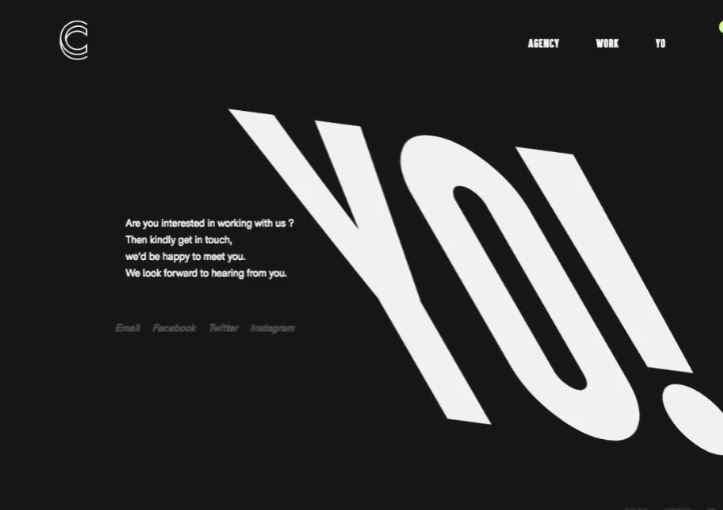 C
AGENCY WORK YO
YO!
Are you interested in working with us ?
Then kindly get in touch,
we'd be happy to meet you.
We look forward to hearing from you.
Email Facebook Twitter Instagram